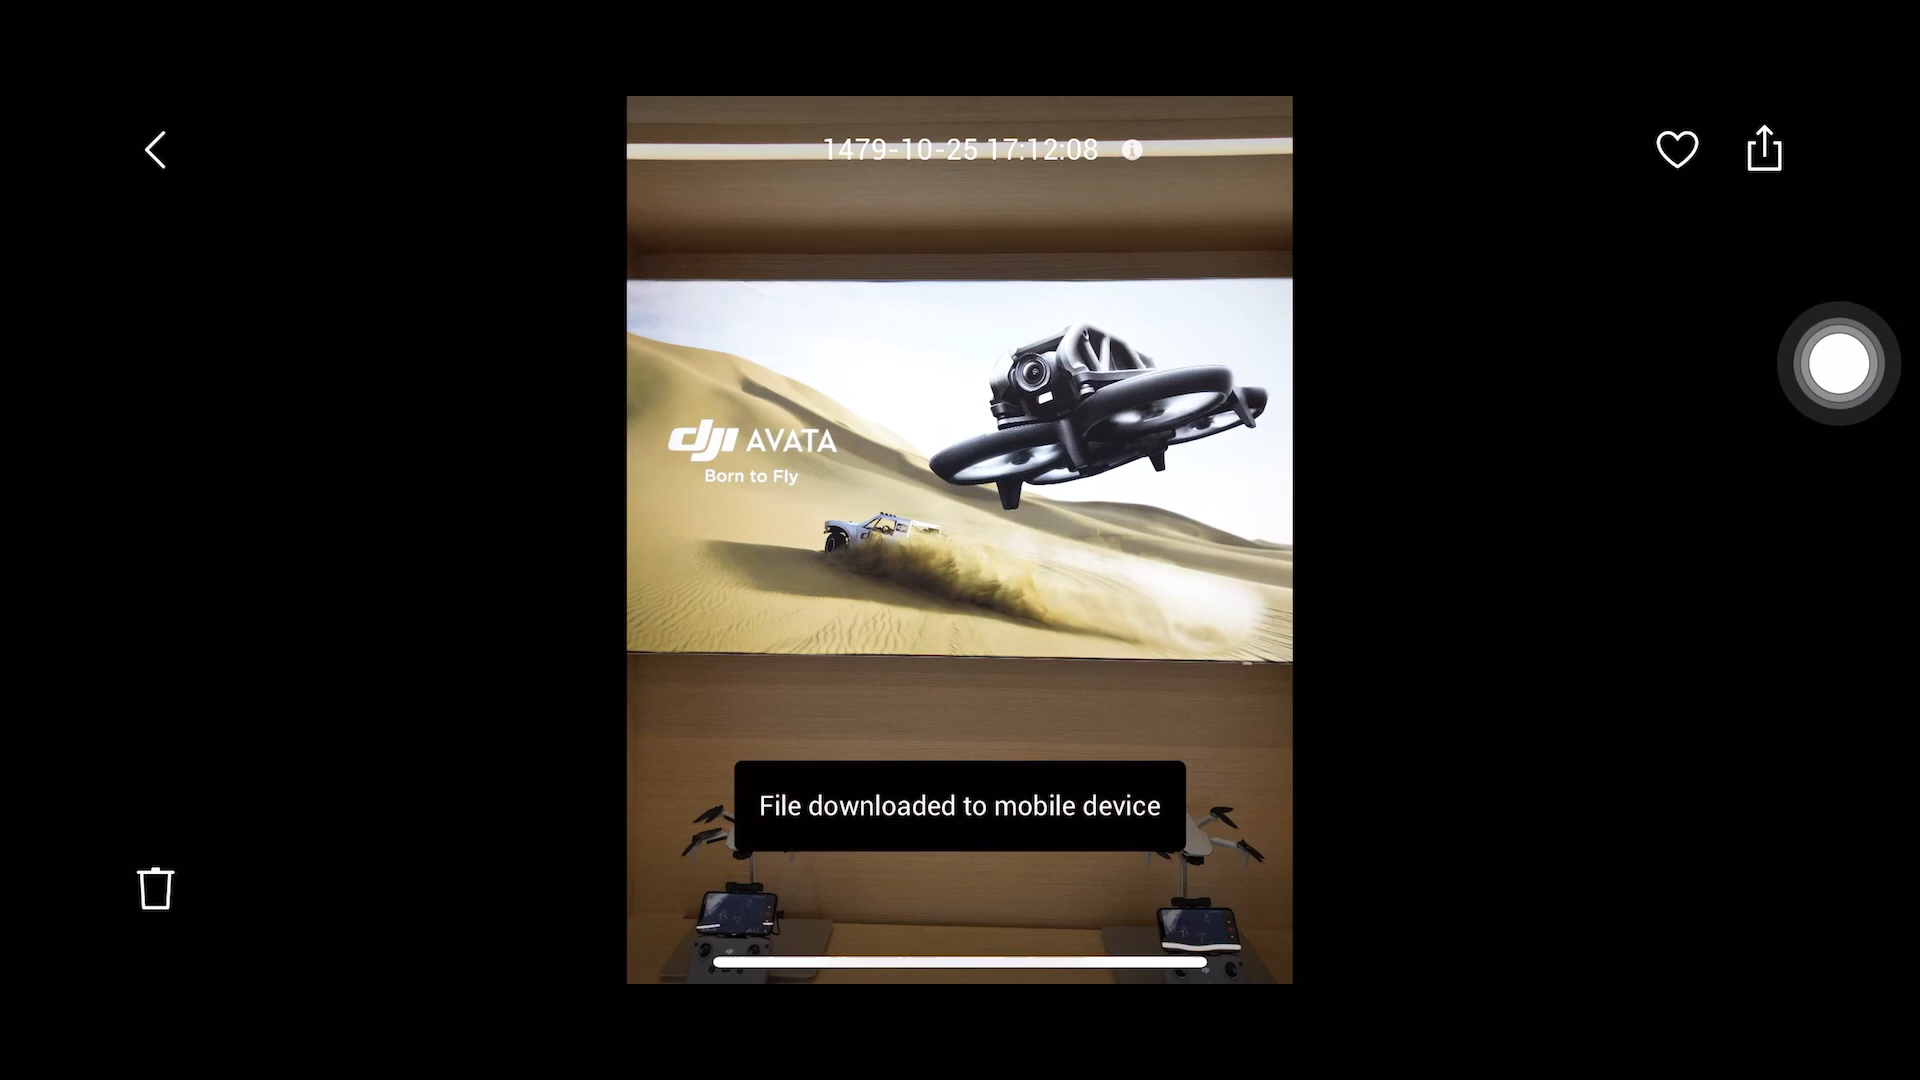 1479-10-25 17:12:08
dji AVATA
Born to Fly
File downloaded to mobile device